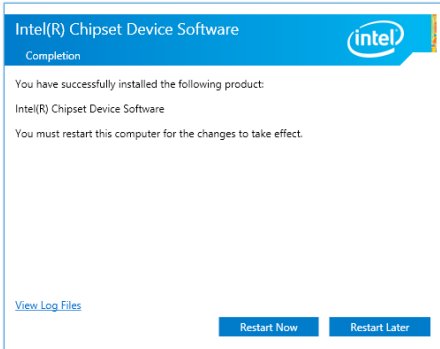 Intel(R) Chipset Device Software
intel
Completion
You have successfully installed the following product:
Intel(R) Chipset Device Software
You must restart this computer for the changes to take effect.
View Log Files
Restart Now
Restart Later